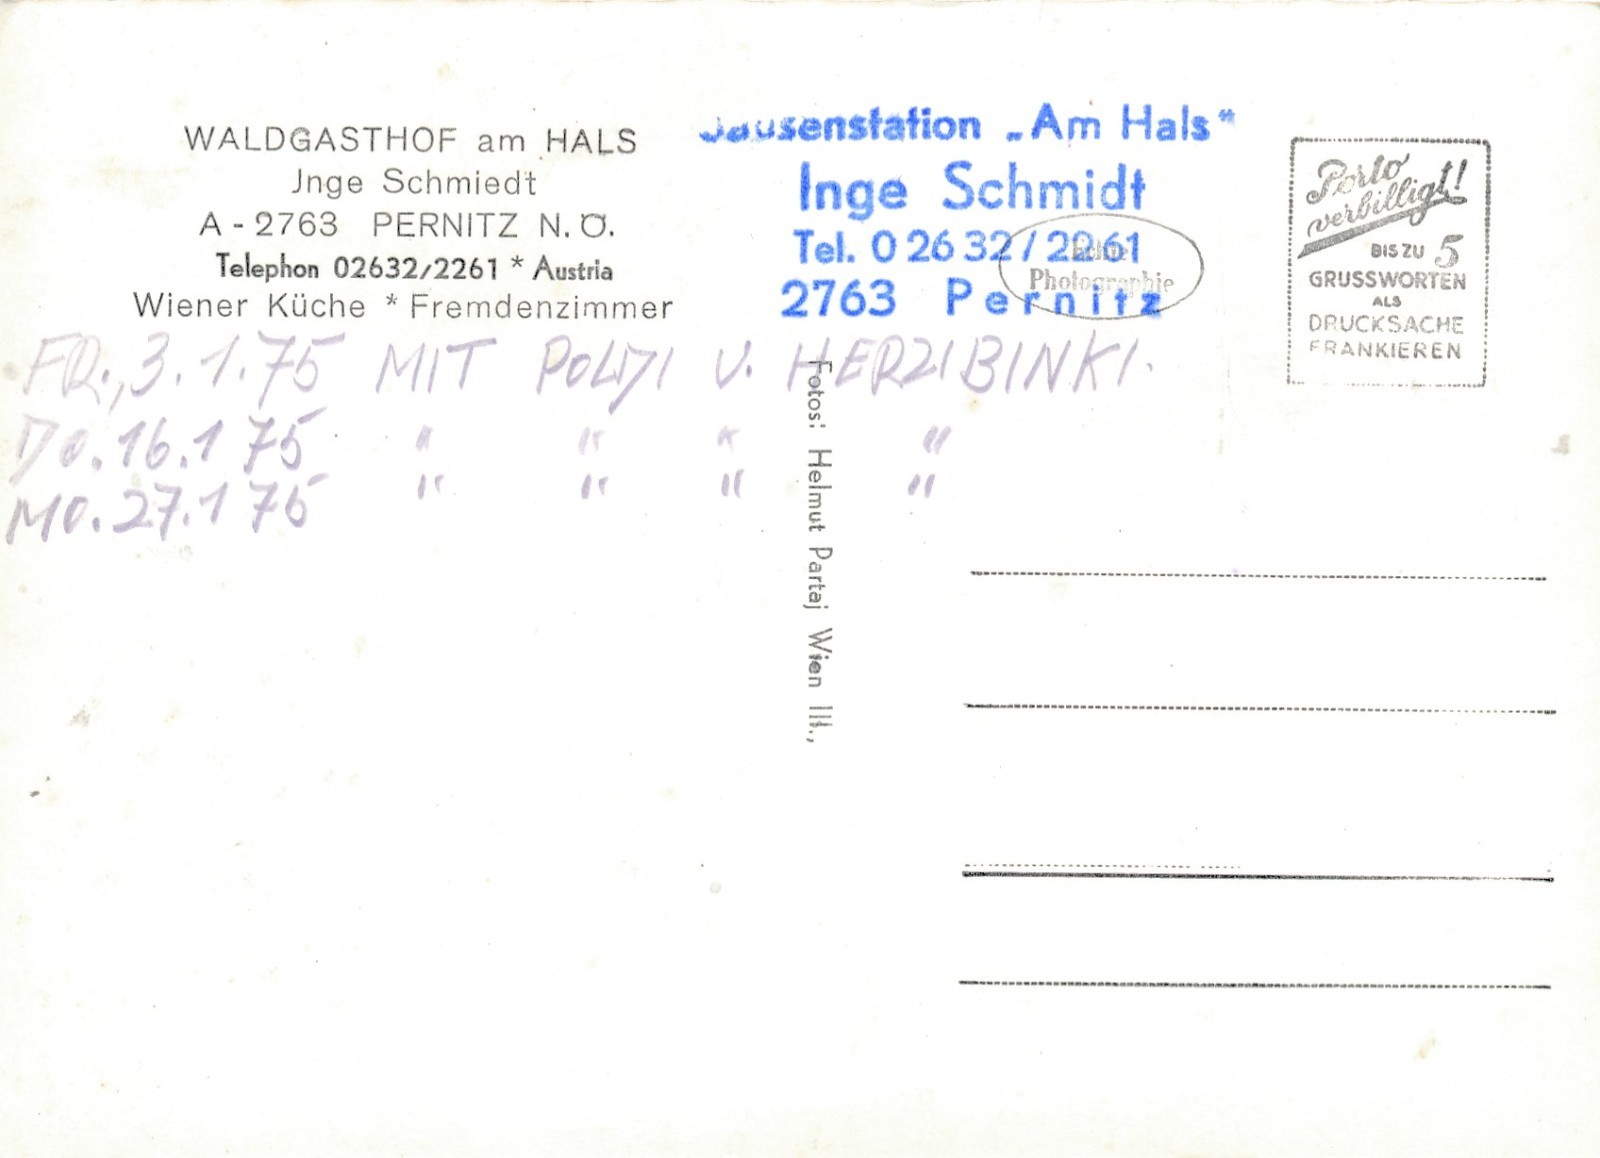 WALDGASTHOF am HALS
Jnge Schmiedt
A - 2763 PERNITZ N. Ö.
Telephon 02632/2261 * Austria
Wiener Küche * Fremdenzimmer
Jausenstation „Am Hals"
Inge Schmidt
Tel. 0 26 32 / 2261
2763 Pernitz
Photographie
Porto
verbilligt!
BIS ZU 5
GRUSSWORTEN
ALS
DRUCKSACHE
FRANKIEREN
FR., 3.1.75 MIT POLDI U. HERZIBINKI.
DO. 16.1 75 " " " "
MO. 27.1 75 " " " "
Fotos: Helmut Partaj Wien III.,